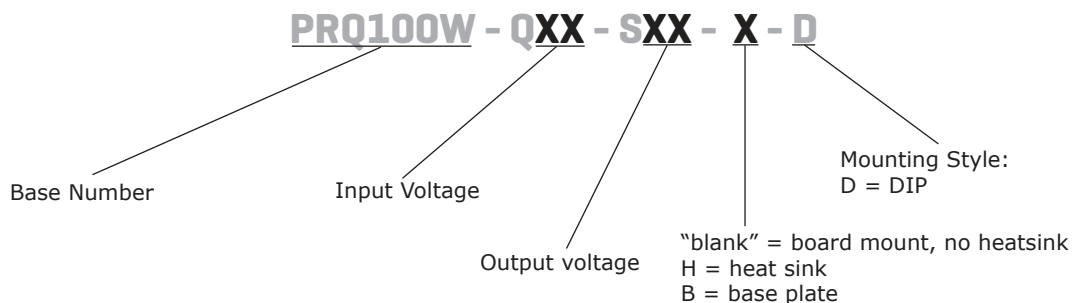 PRQ100W - QXX - SXX - X - D
Base Number
Input Voltage
Output voltage
“blank” = board mount, no heatsink
H = heat sink
B = base plate
Mounting Style:
D = DIP